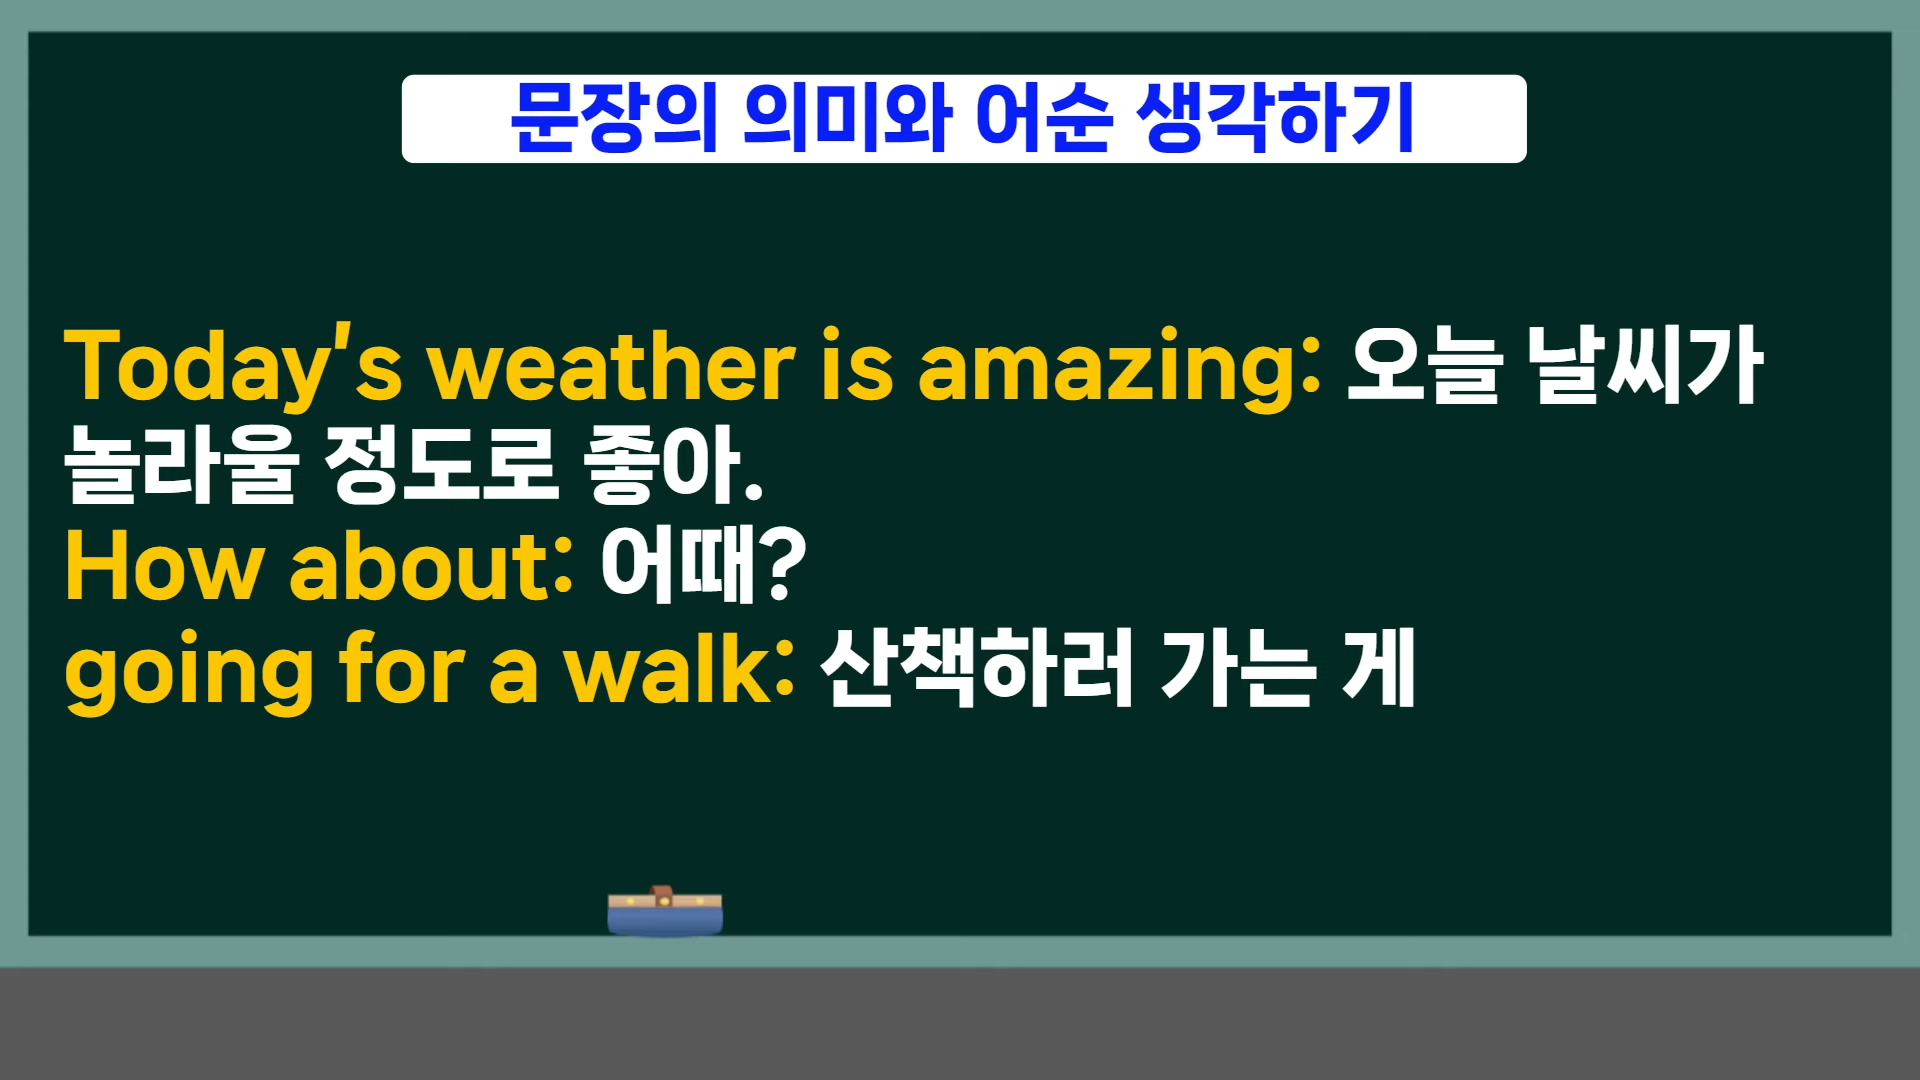 문장의 의미와 어순 생각하기
Today's weather is amazing: 오늘 날씨가
놀라울 정도로 좋아.
How about: 어때?
going for a walk: 산책하러 가는 게